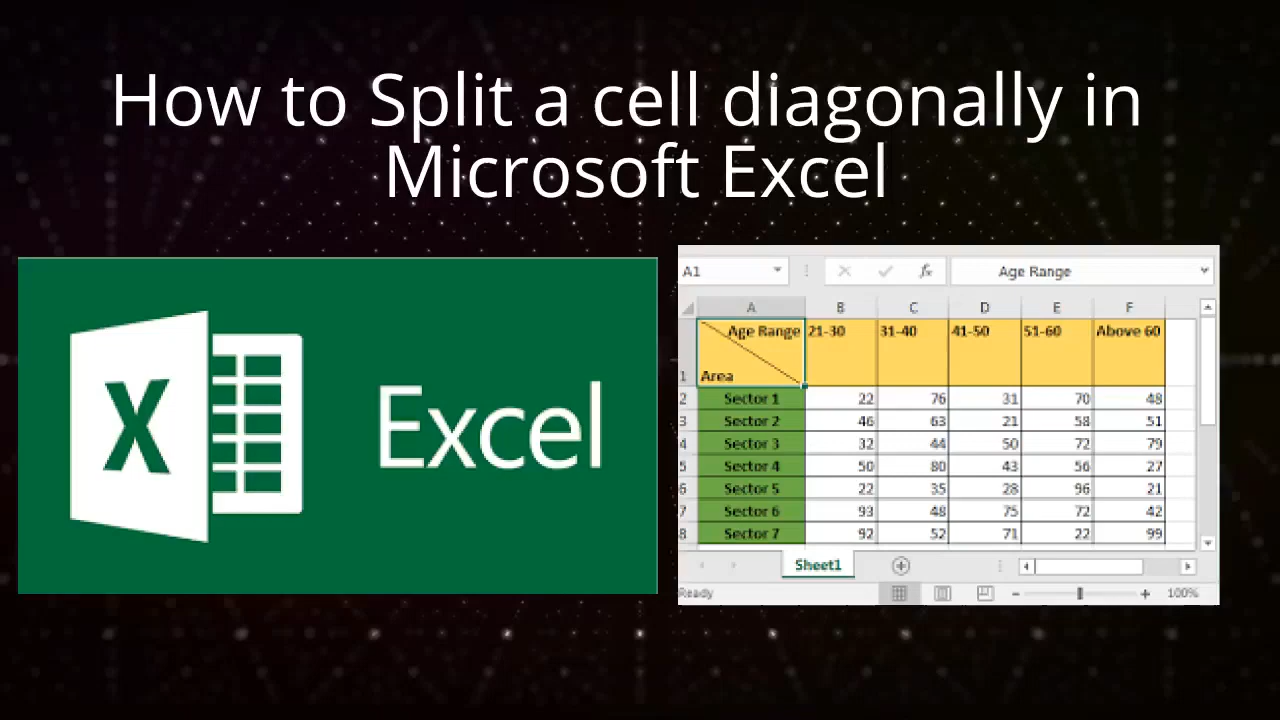 How to Split a cell diagonally in
Microsoft Excel
X
Excel
A1 fx Age Range
A B C D E F
1 Age Range 21-30 31-40 41-50 51-60 Above 60
Area
2 Sector 1 22 76 31 70 48
3 Sector 2 46 63 21 58 51
4 Sector 3 32 44 50 72 79
5 Sector 4 50 80 43 56 27
6 Sector 5 22 35 28 96 21
7 Sector 6 93 48 75 72 42
8 Sector 7 92 52 71 22 99
Sheet1
Ready 100%